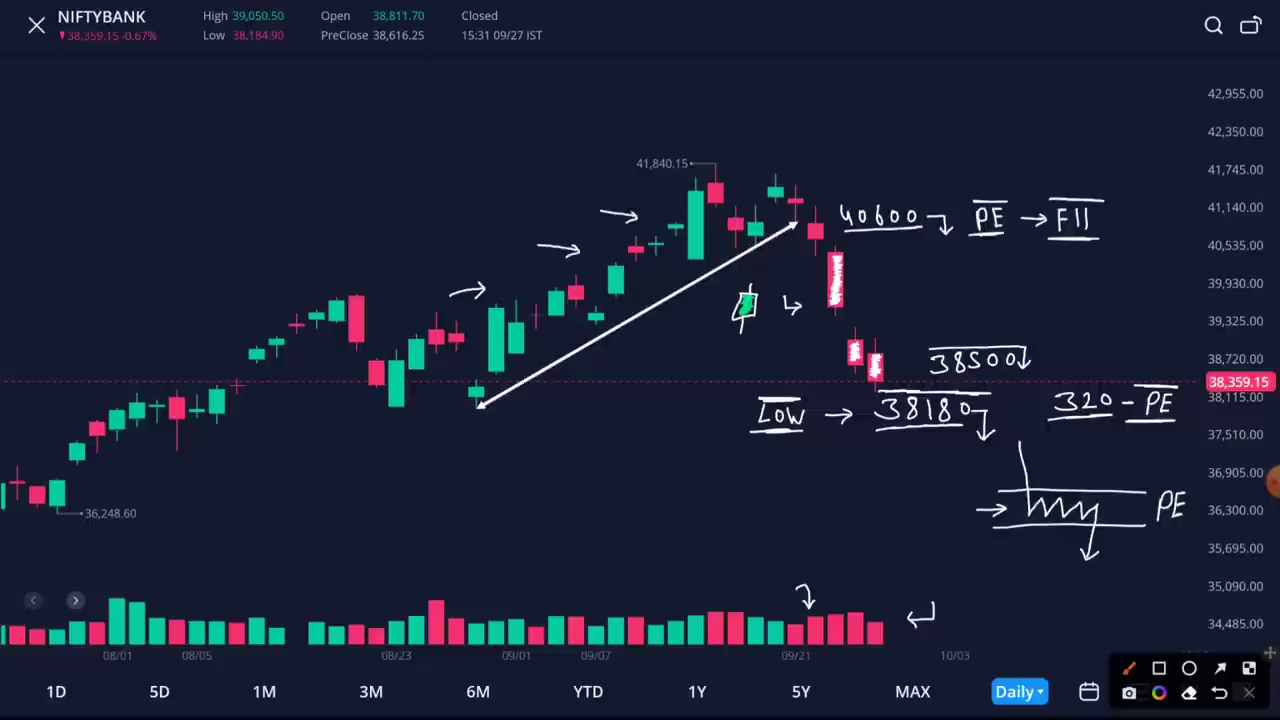 NIFTYBANK
38,359.15 -0.67%
High 39,050.50
Low 38,184.90
Open 38,811.70
PreClose 38,616.25
Closed
15:31 09/27 IST
42,955.00
42,350.00
41,745.00
41,140.00
40,535.00
39,930.00
39,325.00
38,720.00
38,359.15
38,115.00
37,510.00
36,905.00
36,300.00
35,695.00
35,090.00
34,485.00
41,840.15
36,248.60
40600 PE → FII
38500
LOW → 38180
320 - PE
PE
08/01 08/05 08/23 09/01 09/07 09/21 10/03
1D 5D 1M 3M 6M YTD 1Y 5Y MAX Daily